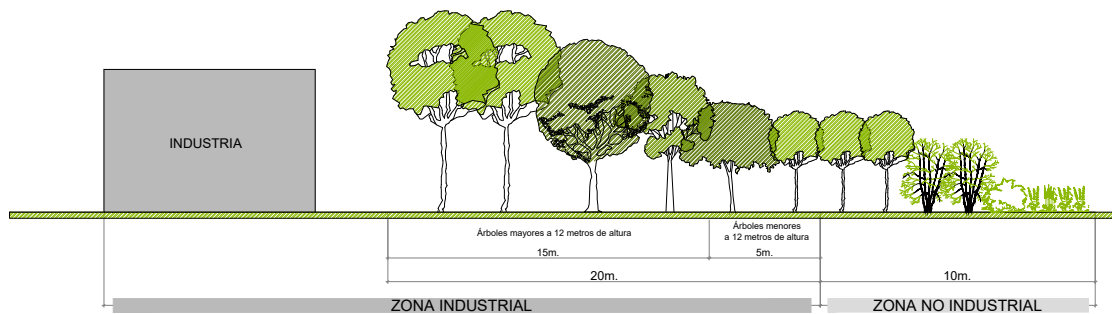 INDUSTRIA
Árboles mayores a 12 metros de altura
Árboles menores
a 12 metros de altura
15m.
5m.
20m.
10m.
ZONA INDUSTRIAL
ZONA NO INDUSTRIAL